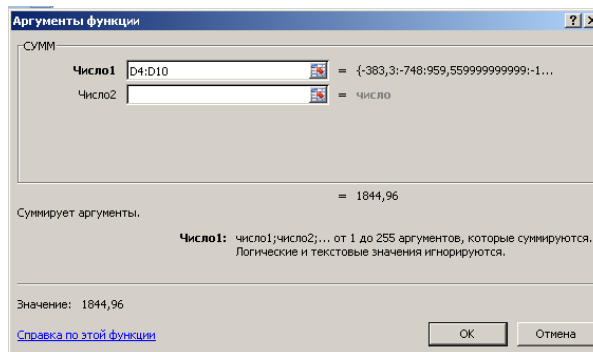 Аргументы функции
СУММ
Число1 D4:D10 = {-383,3:-748:959,559999999999:-1...
Число2 = число
= 1844,96
Суммирует аргументы.
Число1: число1;число2;... от 1 до 255 аргументов, которые суммируются.
Логические и текстовые значения игнорируются.
Значение: 1844,96
Справка по этой функции
ОК
Отмена